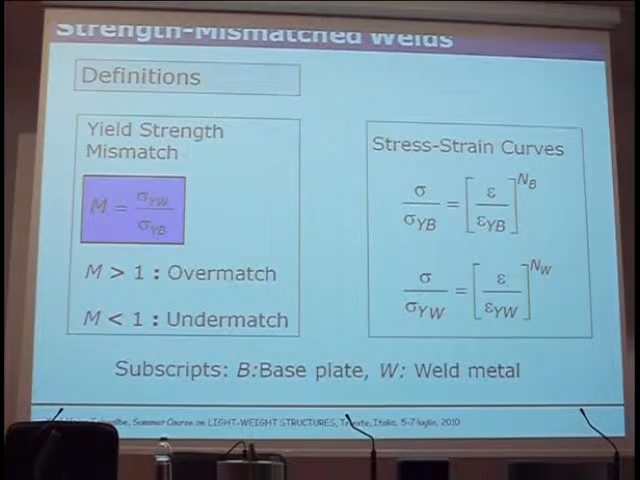 Strength-Mismatched Welds
Definitions
Yield Strength
Mismatch
M = σYW / σYB
M > 1 : Overmatch
M < 1 : Undermatch
Stress-Strain Curves
σ / σYB = [ ε / εYB ]^NB
σ / σYW = [ ε / εYW ]^NW
Subscripts: B:Base plate, W: Weld metal
Summer Course on LIGHT-WEIGHT STRUCTURES, Trieste, Italia, 5-7 luglio, 2010